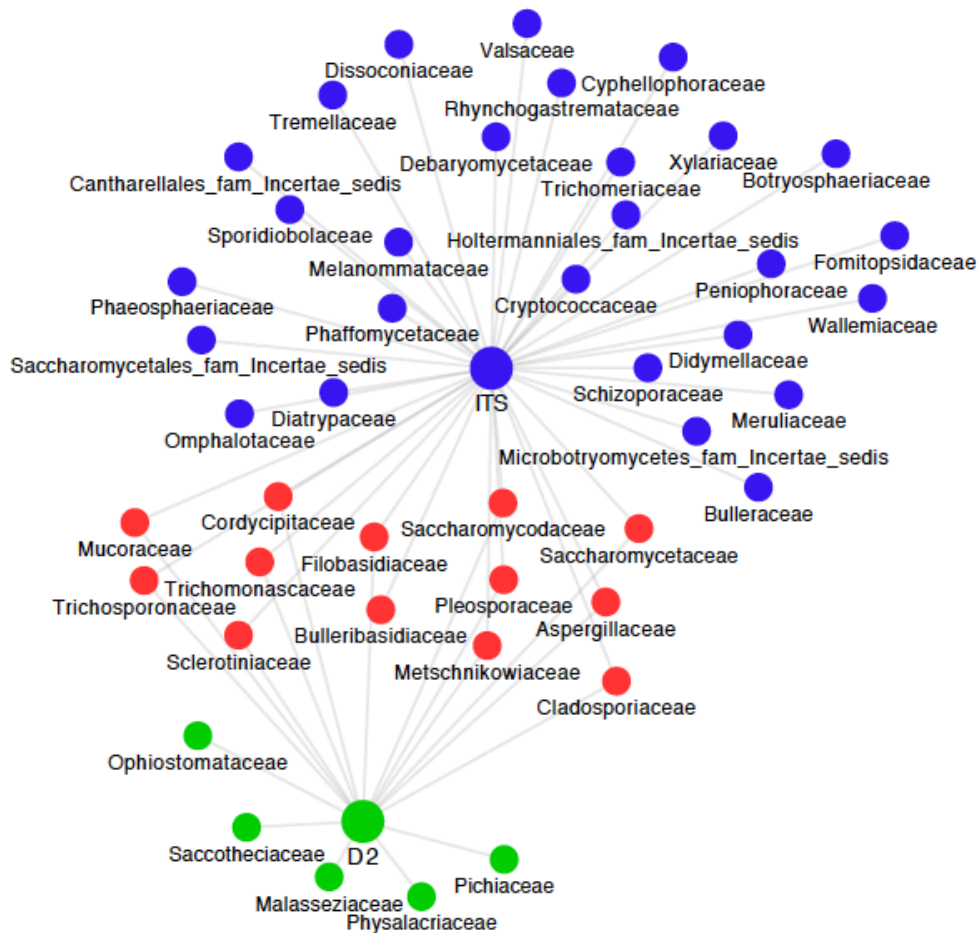 Valsaceae
Dissoconiaceae
Cyphellophoraceae
Rhynchogastremataceae
Tremellaceae
Debaryomycetaceae
Xylariaceae
Botryosphaeriaceae
Cantharellales_fam_Incertae_sedis
Trichomeriaceae
Sporidiobolaceae
Holtermanniales_fam_Incertae_sedis
Fomitopsidaceae
Melanommataceae
Peniophoraceae
Phaeosphaeriaceae
Cryptococcaceae
Wallemiaceae
Phaffomycetaceae
Didymellaceae
Saccharomycetales_fam_Incertae_sedis
Schizoporaceae
ITS
Diatrypaceae
Meruliaceae
Omphalotaceae
Microbotryomycetes_fam_Incertae_sedis
Bulleraceae
Cordycipitaceae
Saccharomycodaceae
Mucoraceae
Saccharomycetaceae
Filobasidiaceae
Trichomonascaceae
Trichosporonaceae
Pleosporaceae
Bulleribasidiaceae
Aspergillaceae
Sclerotiniaceae
Metschnikowiaceae
Cladosporiaceae
Ophiostomataceae
Saccotheciaceae
D2
Pichiaceae
Malasseziaceae
Physalacriaceae